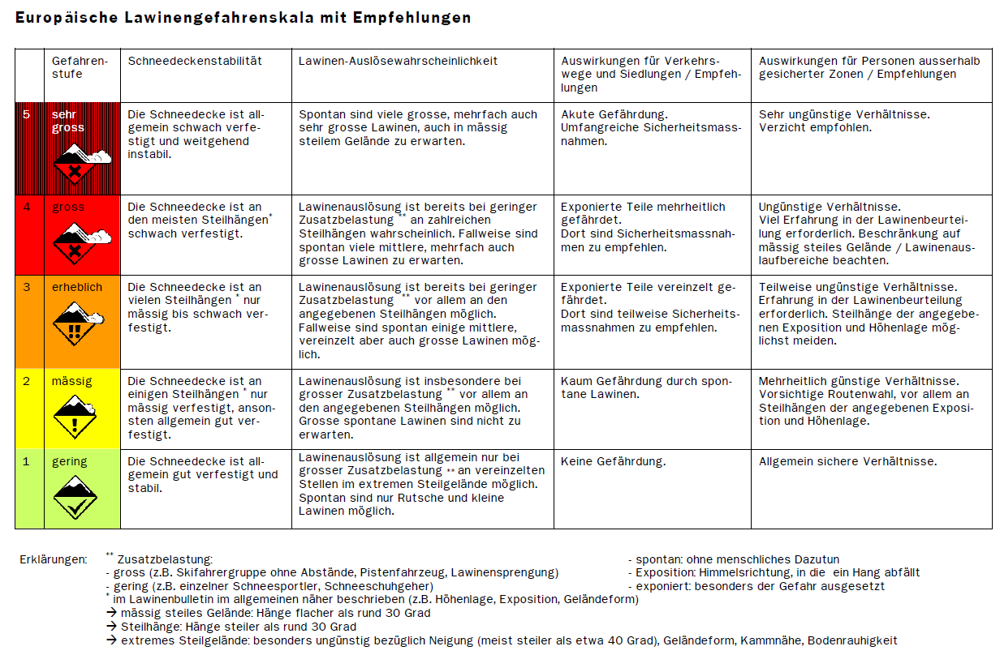 Europäische Lawinengefahrenskala mit Empfehlungen
Gefahren-
stufe
Schneedeckenstabilität
Lawinen-Auslösewahrscheinlichkeit
Auswirkungen für Verkehrs-
wege und Siedlungen / Empfeh-
lungen
Auswirkungen für Personen ausserhalb
gesicherter Zonen / Empfehlungen
5
sehr
gross
Die Schneedecke ist all-
gemein schwach verfe-
stigt und weitgehend
instabil.
Spontan sind viele grosse, mehrfach auch
sehr grosse Lawinen, auch in mässig
steilem Gelände zu erwarten.
Akute Gefährdung.
Umfangreiche Sicherheitsmass-
nahmen.
Sehr ungünstige Verhältnisse.
Verzicht empfohlen.
4
gross
Die Schneedecke ist an
den meisten Steilhängen*
schwach verfestigt.
Lawinenauslösung ist bereits bei geringer
Zusatzbelastung ** an zahlreichen
Steilhängen wahrscheinlich. Fallweise sind
spontan viele mittlere, mehrfach auch
grosse Lawinen zu erwarten.
Exponierte Teile mehrheitlich
gefährdet.
Dort sind Sicherheitsmassnah-
men zu empfehlen.
Ungünstige Verhältnisse.
Viel Erfahrung in der Lawinenbeurtei-
lung erforderlich. Beschränkung auf
mässig steiles Gelände / Lawinenaus-
laufbereiche beachten.
3
erheblich
Die Schneedecke ist an
vielen Steilhängen * nur
mässig bis schwach ver-
festigt.
Lawinenauslösung ist bereits bei geringer
Zusatzbelastung ** vor allem an den
angegebenen Steilhängen möglich.
Fallweise sind spontan einige mittlere,
vereinzelt aber auch grosse Lawinen mög-
lich.
Exponierte Teile vereinzelt ge-
fährdet.
Dort sind teilweise Sicherheits-
massnahmen zu empfehlen.
Teilweise ungünstige Verhältnisse.
Erfahrung in der Lawinenbeurteilung
erforderlich. Steilhänge der angegebe-
nen Exposition und Höhenlage mög-
lichst meiden.
2
mässig
Die Schneedecke ist an
einigen Steilhängen * nur
mässig verfestigt, anson-
sten allgemein gut ver-
festigt.
Lawinenauslösung ist insbesondere bei
grosser Zusatzbelastung ** vor allem an
den angegebenen Steilhängen möglich.
Grosse spontane Lawinen sind nicht zu
erwarten.
Kaum Gefährdung durch spon-
tane Lawinen.
Mehrheitlich günstige Verhältnisse.
Vorsichtige Routenwahl, vor allem an
Steilhängen der angegebenen Exposi-
tion und Höhenlage.
1
gering
Die Schneedecke ist all-
gemein gut verfestigt und
stabil.
Lawinenauslösung ist allgemein nur bei
grosser Zusatzbelastung ** an vereinzelten
Stellen im extremen Steilgelände möglich.
Spontan sind nur Rutsche und kleine
Lawinen möglich.
Keine Gefährdung.
Allgemein sichere Verhältnisse.
Erklärungen:
** Zusatzbelastung:
- gross (z.B. Skifahrergruppe ohne Abstände, Pistenfahrzeug, Lawinensprengung)
- gering (z.B. einzelner Schneesportler, Schneeschuhgeher)
* im Lawinenbulletin im allgemeinen näher beschrieben (z.B. Höhenlage, Exposition, Geländeform)
→ mässig steiles Gelände: Hänge flacher als rund 30 Grad
→ Steilhänge: Hänge steiler als rund 30 Grad
→ extremes Steilgelände: besonders ungünstig bezüglich Neigung (meist steiler als etwa 40 Grad), Geländeform, Kammnähe, Bodenrauhigkeit
- spontan: ohne menschliches Dazutun
- Exposition: Himmelsrichtung, in die ein Hang abfällt
- exponiert: besonders der Gefahr ausgesetzt